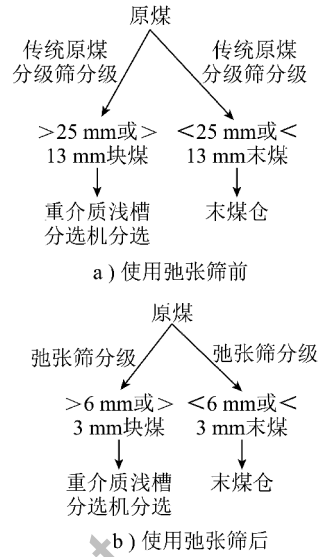 原煤
传统原煤 传统原煤
分级筛分级 分级筛分级
>25 mm或> <25 mm或<
13 mm块煤 13 mm末煤
重介质浅槽 末煤仓
分选机分选
a ) 使用弛张筛前
原煤
弛张筛分级 弛张筛分级
>6 mm或> <6 mm或<
3 mm块煤 3 mm末煤
重介质浅槽 末煤仓
分选机分选
b ) 使用弛张筛后